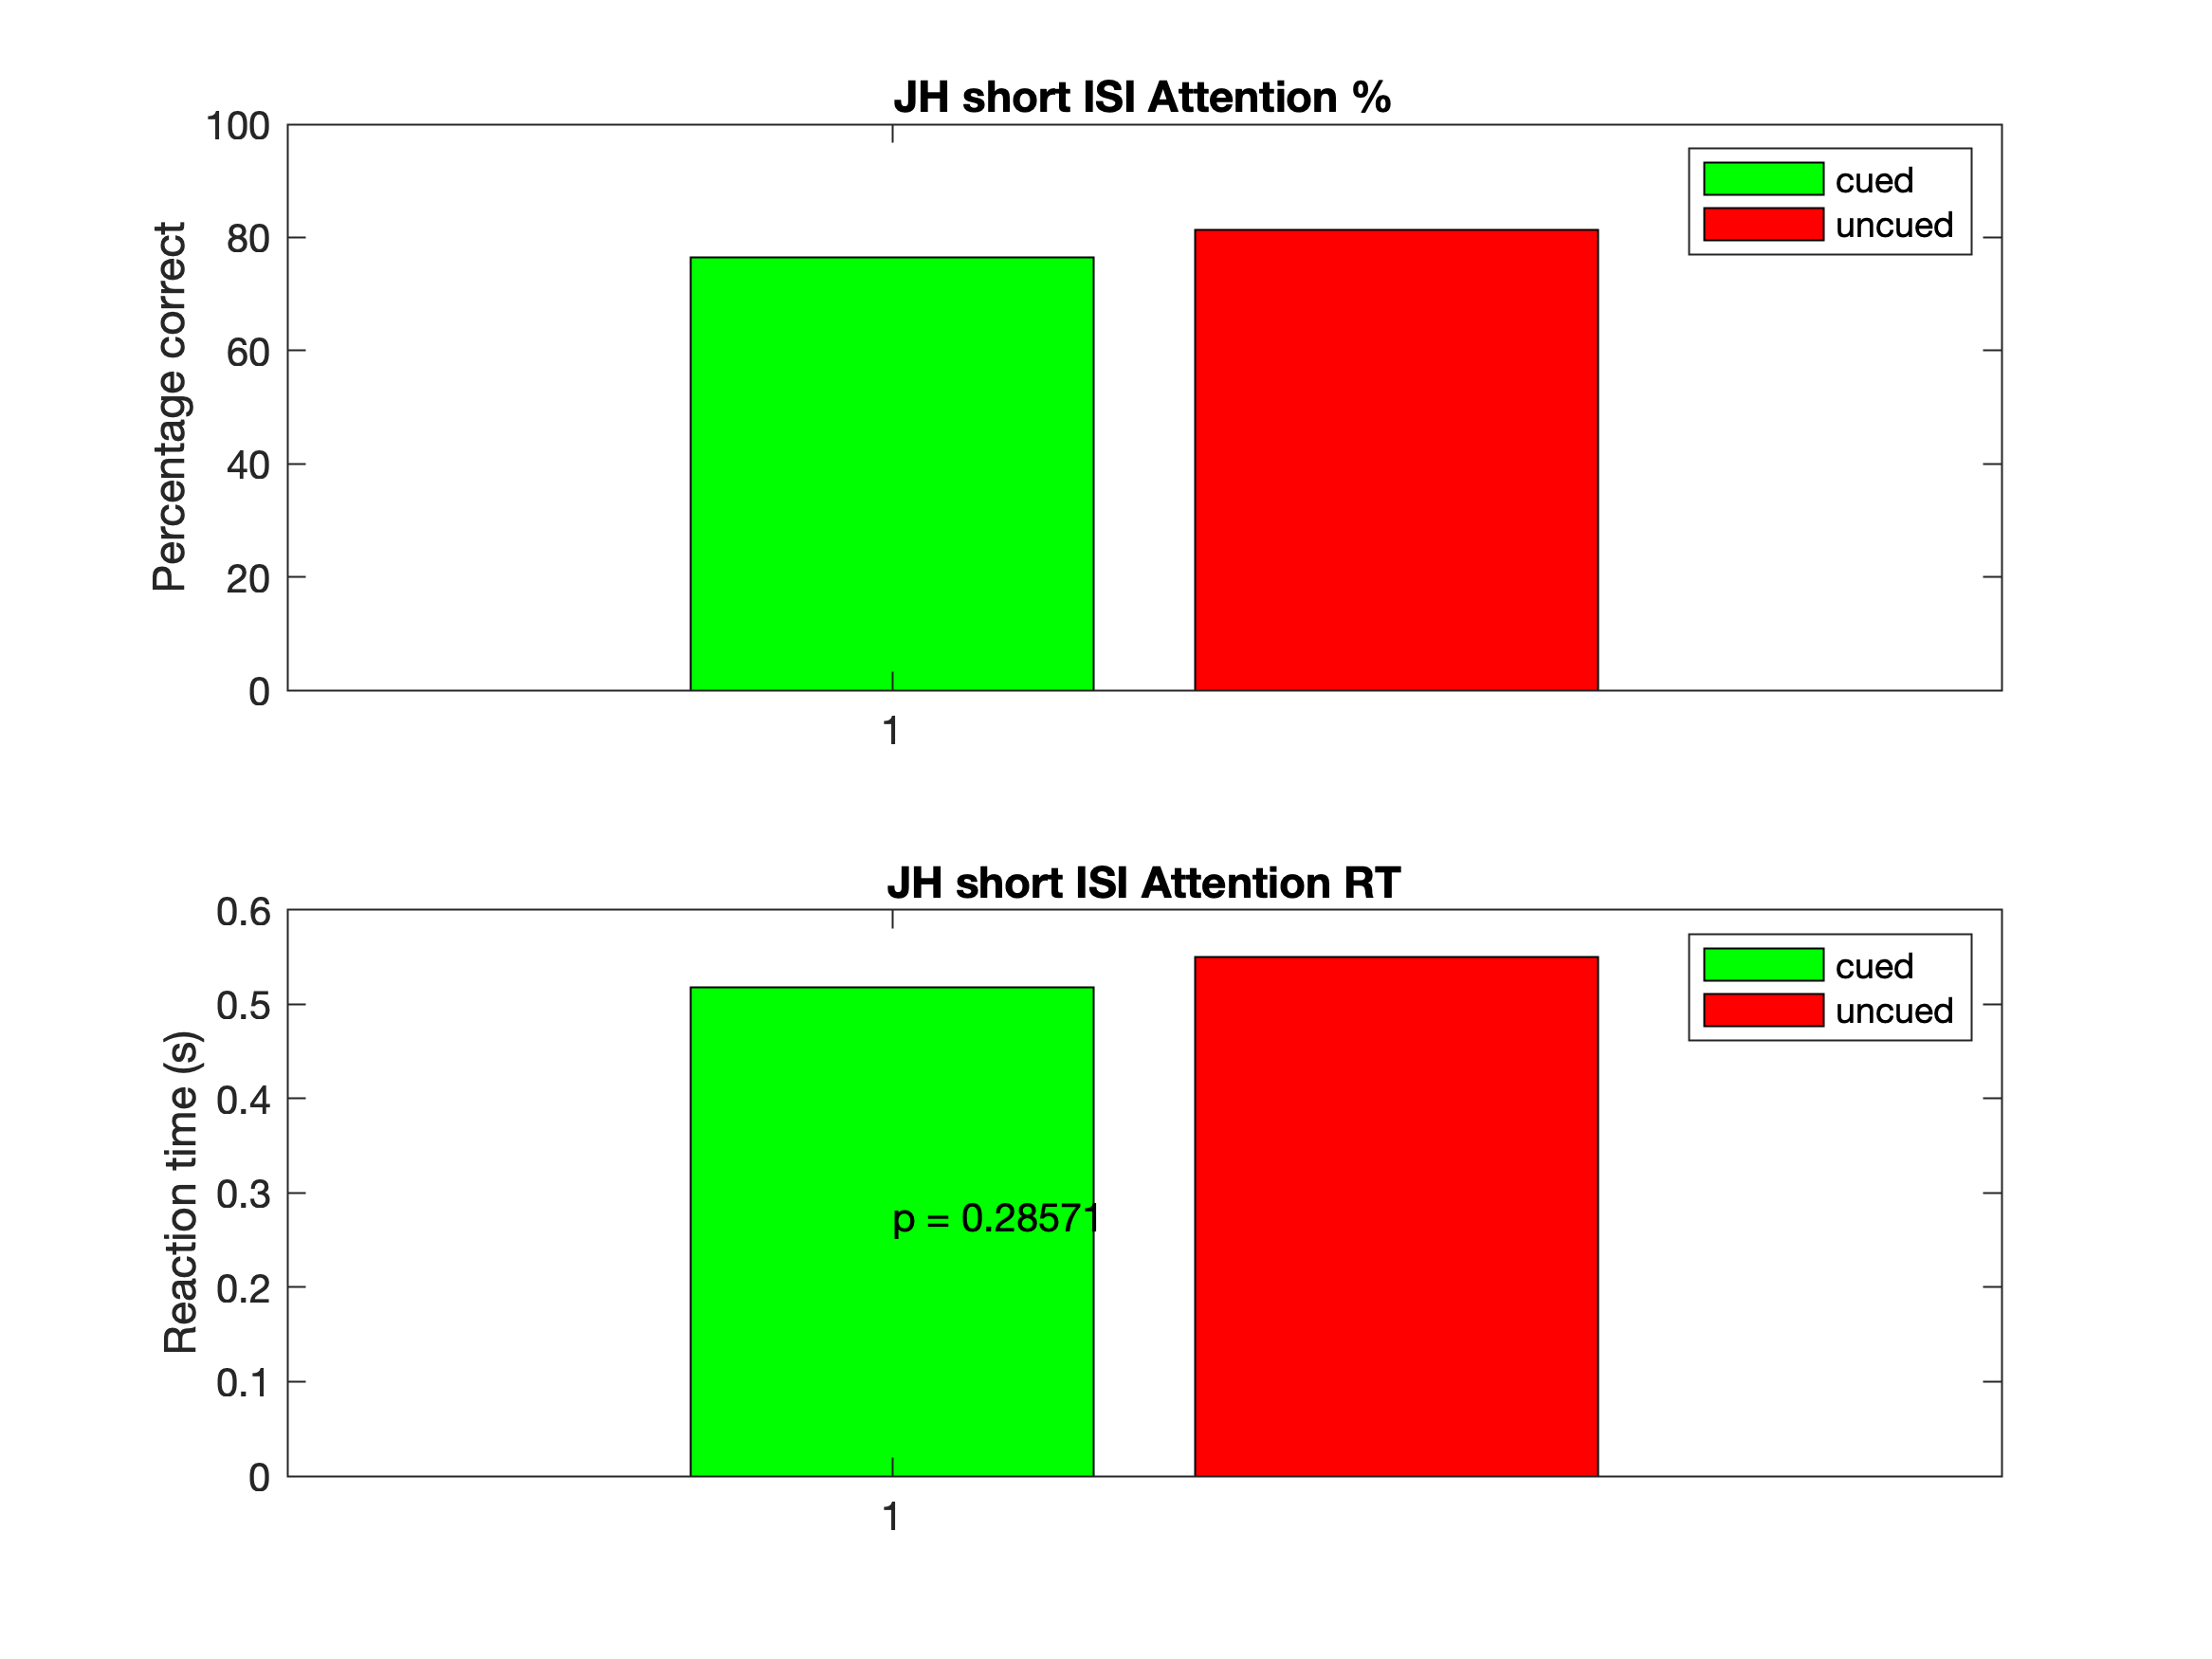 JH short ISI Attention %
100
80
60
40
20
0
Percentage correct
cued
uncued
1
JH short ISI Attention RT
0.6
0.5
0.4
0.3
0.2
0.1
0
Reaction time (s)
cued
uncued
p = 0.28571
1